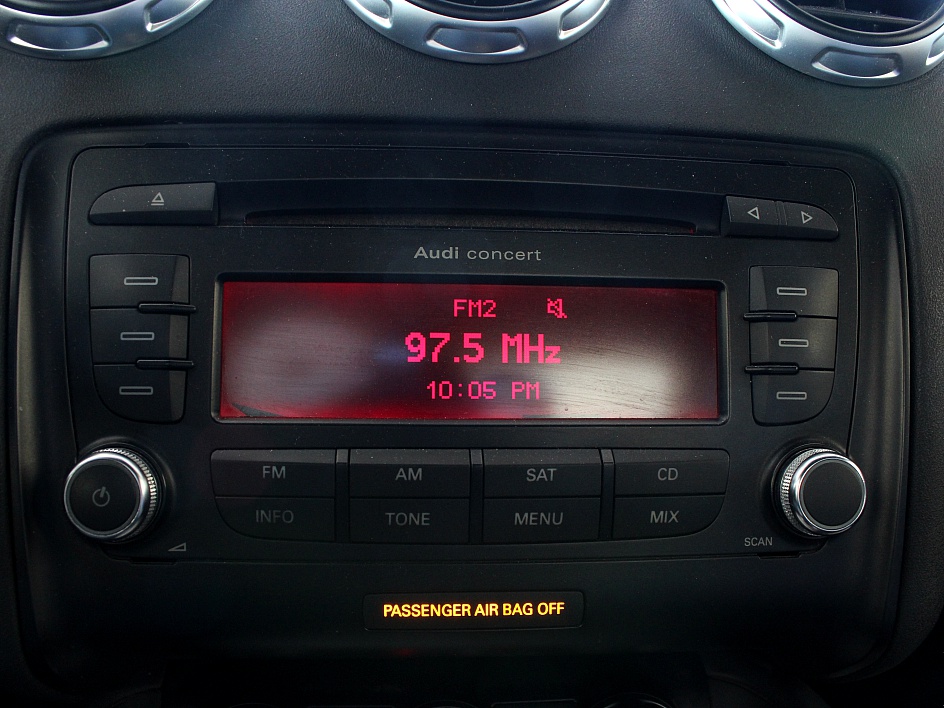 Audi concert
FM2
97.5 MHz
10:05 PM
FM AM SAT CD
INFO TONE MENU MIX
SCAN
PASSENGER AIR BAG OFF